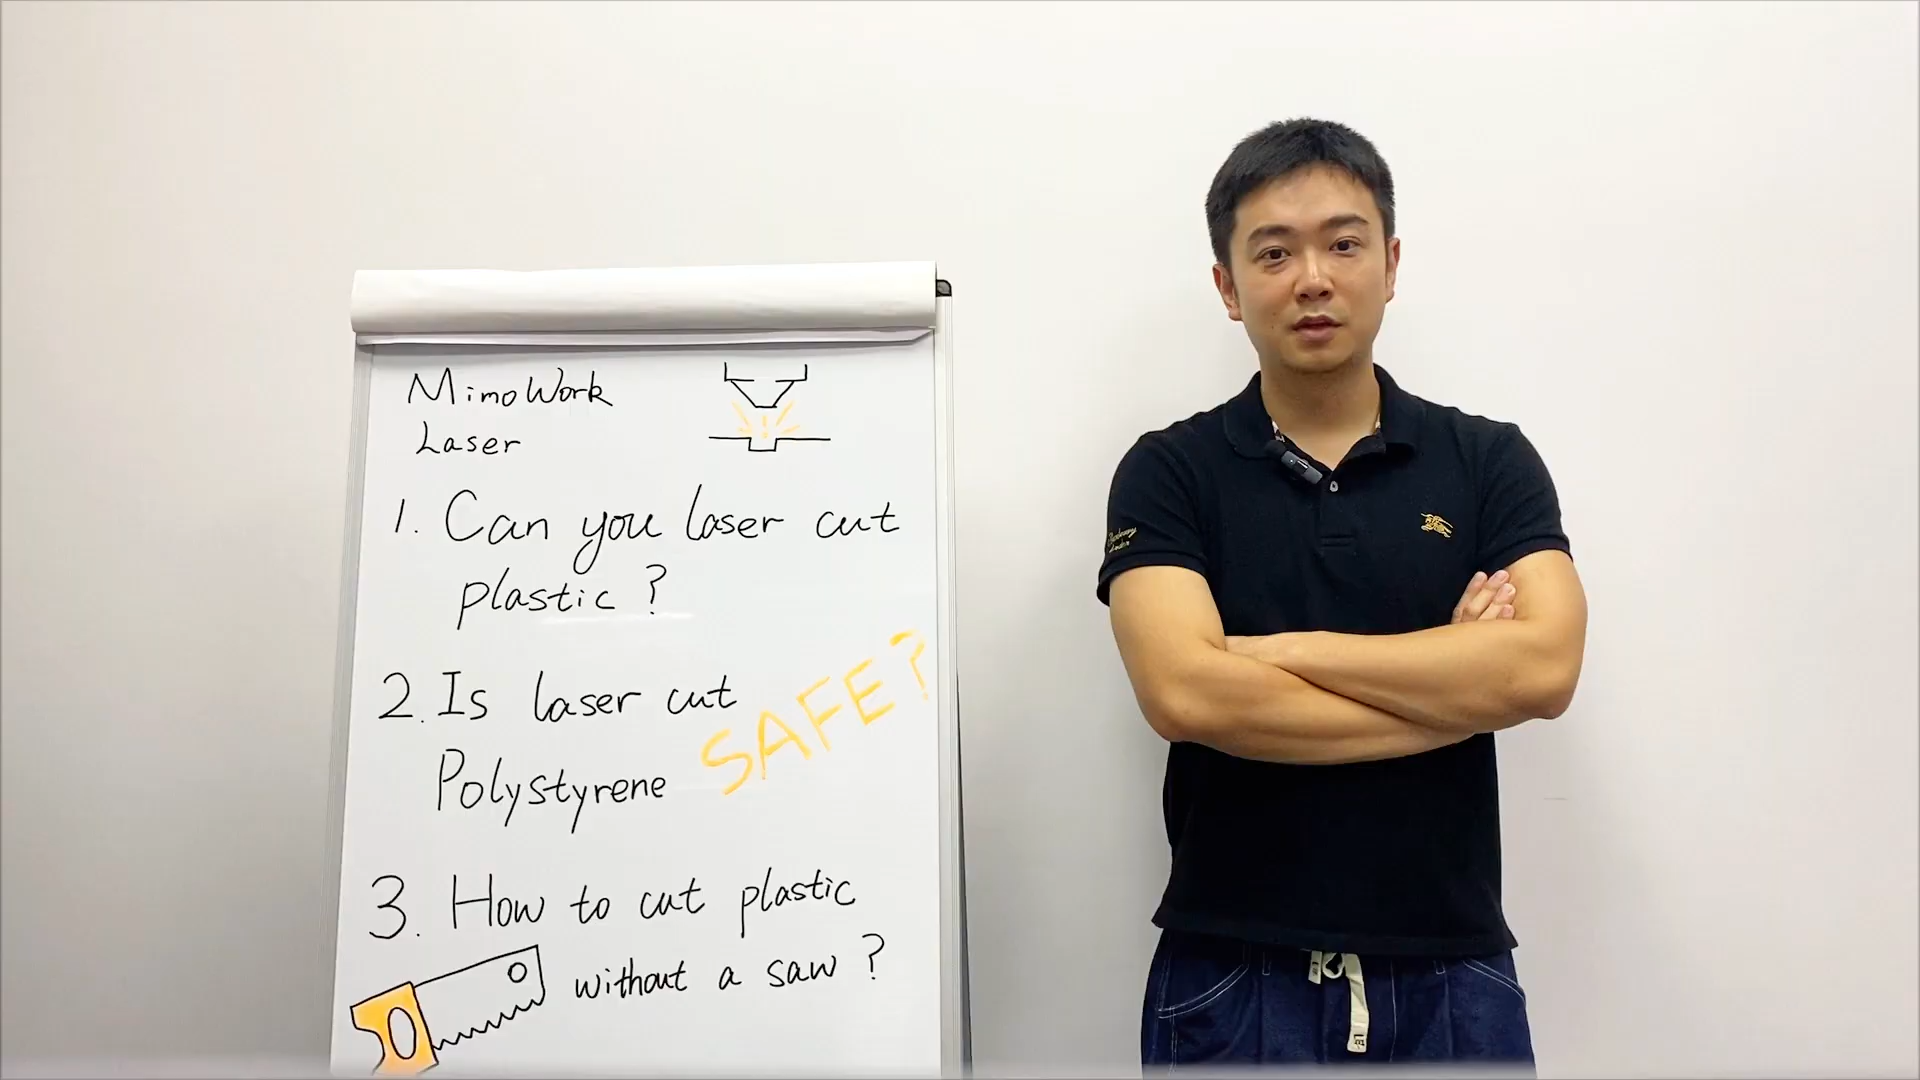 MimoWork
Laser
1. Can you laser cut
plastic ?
2. Is laser cut
Polystyrene SAFE?
3. How to cut plastic
without a saw ?